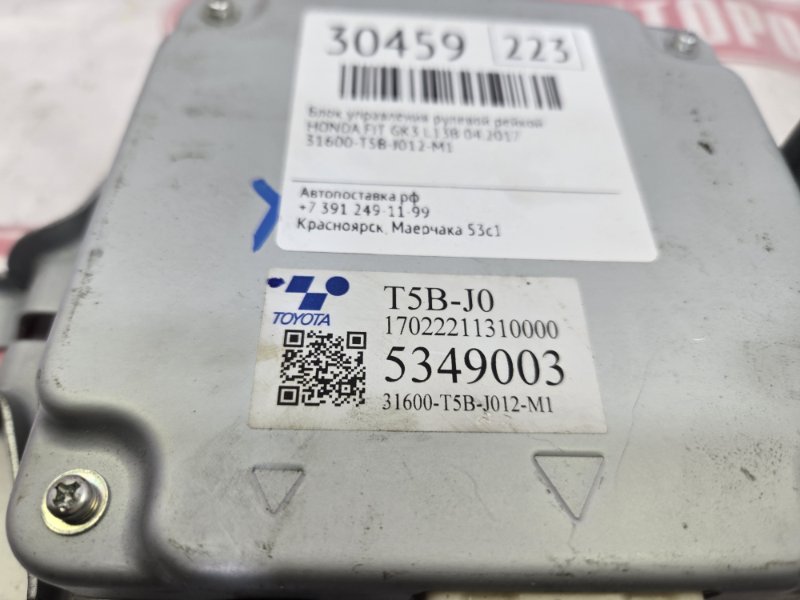 30459 223
Блок управления рулевой рейкой
HONDA FIT GK3 L13B 04.2017
31600-T5B-J012-M1
Автопоставка рф
+7 391 249-11-99
Красноярск, Маерчака 53с1
TOYOTA
T5B-J0
17022211310000
5349003
31600-T5B-J012-M1